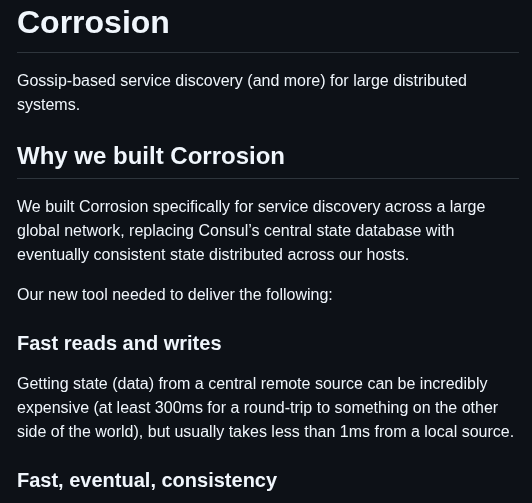 Corrosion
Gossip-based service discovery (and more) for large distributed
systems.
Why we built Corrosion
We built Corrosion specifically for service discovery across a large
global network, replacing Consul’s central state database with
eventually consistent state distributed across our hosts.
Our new tool needed to deliver the following:
Fast reads and writes
Getting state (data) from a central remote source can be incredibly
expensive (at least 300ms for a round-trip to something on the other
side of the world), but usually takes less than 1ms from a local source.
Fast, eventual, consistency